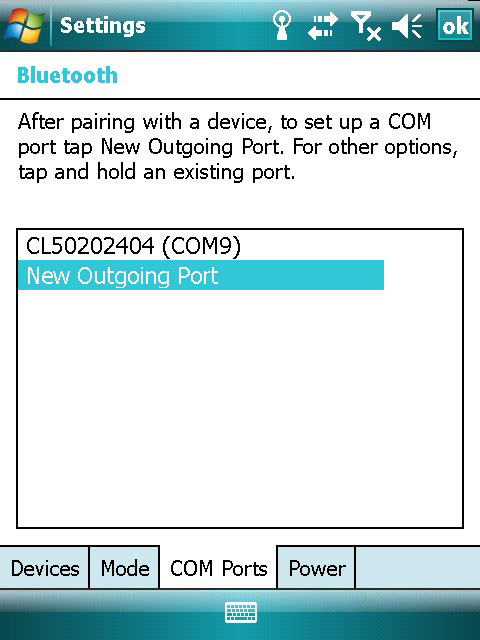 Settings
ok
Bluetooth
After pairing with a device, to set up a COM
port tap New Outgoing Port. For other options,
tap and hold an existing port.
CL50202404 (COM9)
New Outgoing Port
Devices
Mode
COM Ports
Power